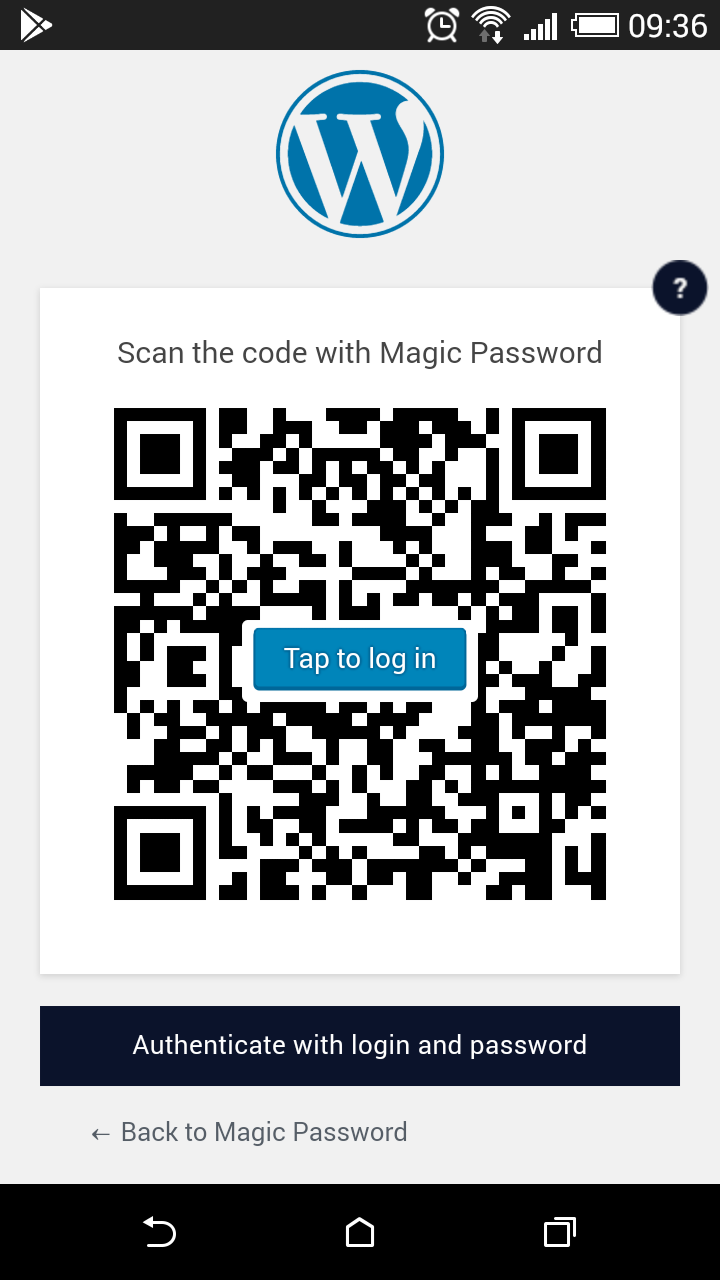 09:36
?
Scan the code with Magic Password
Tap to log in
Authenticate with login and password
← Back to Magic Password